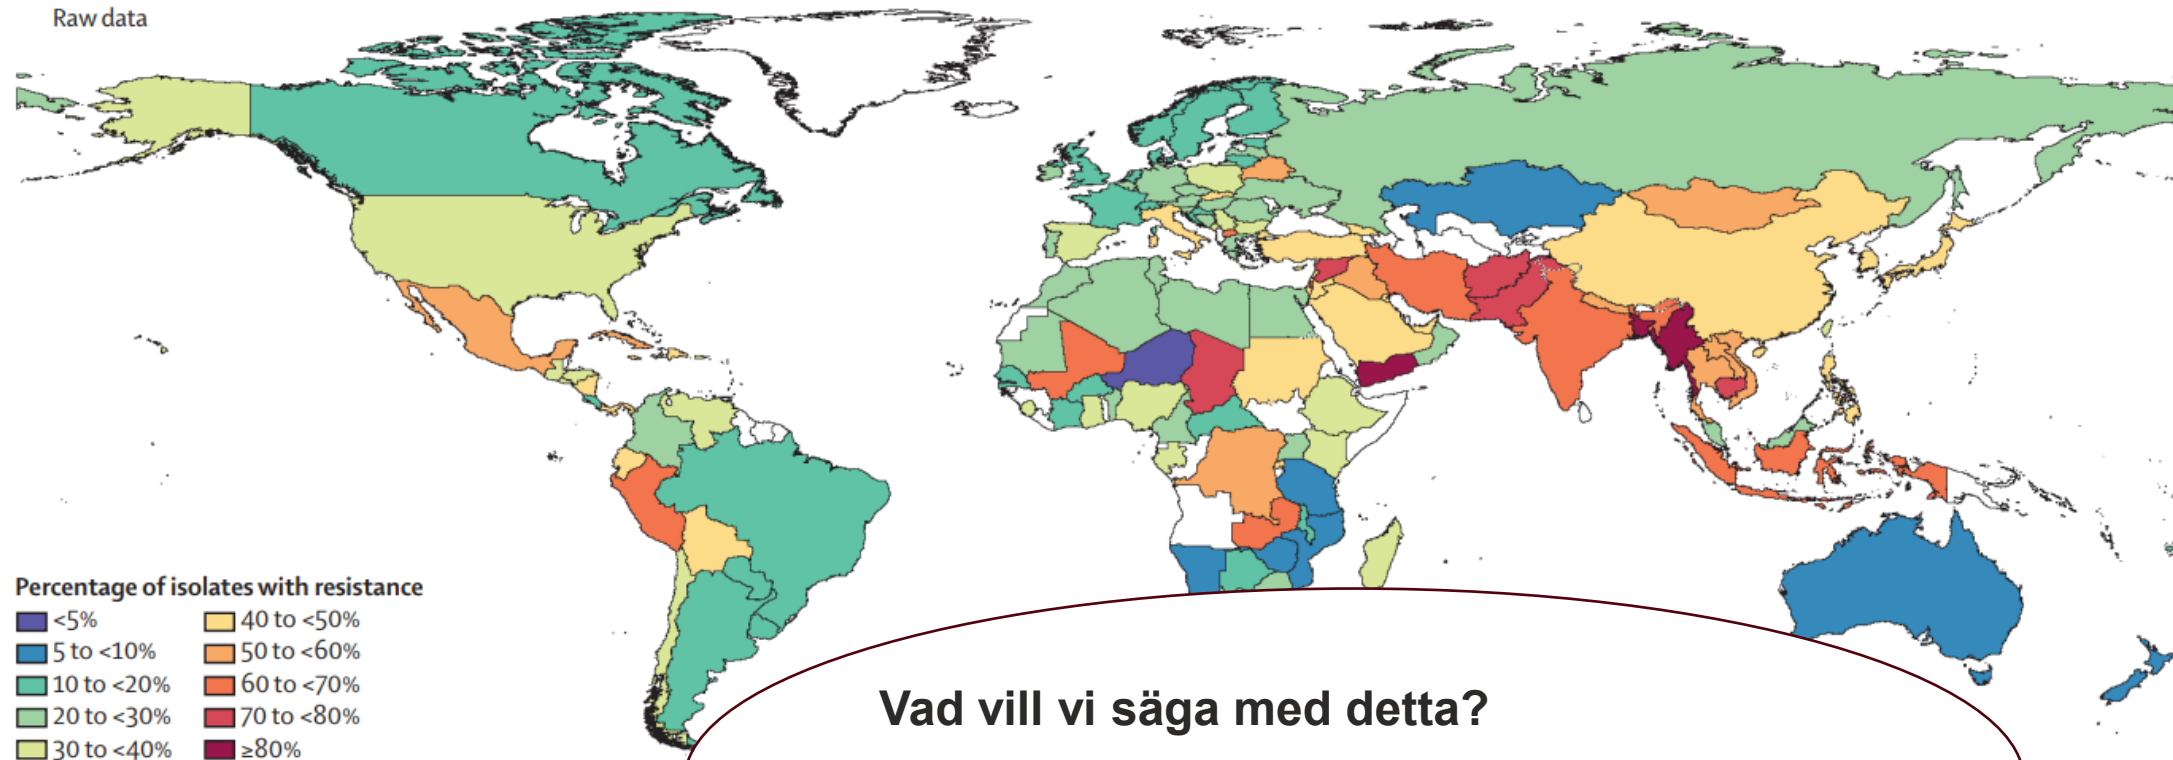 Raw data
Percentage of isolates with resistance
<5%
5 to <10%
10 to <20%
20 to <30%
30 to <40%
40 to <50%
50 to <60%
60 to <70%
70 to <80%
≥80%
Vad vill vi säga med detta?